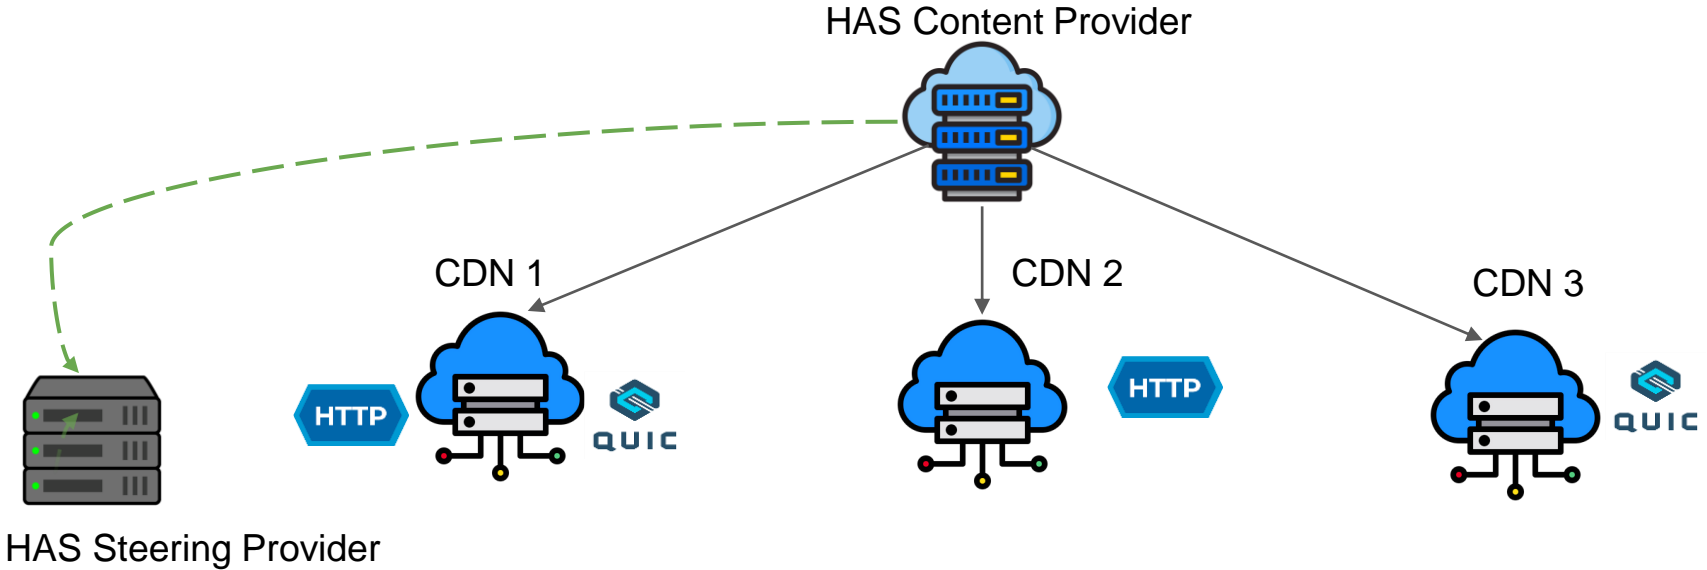 HAS Content Provider
CDN 1
CDN 2
CDN 3
HTTP
QUIC
HTTP
QUIC
HAS Steering Provider